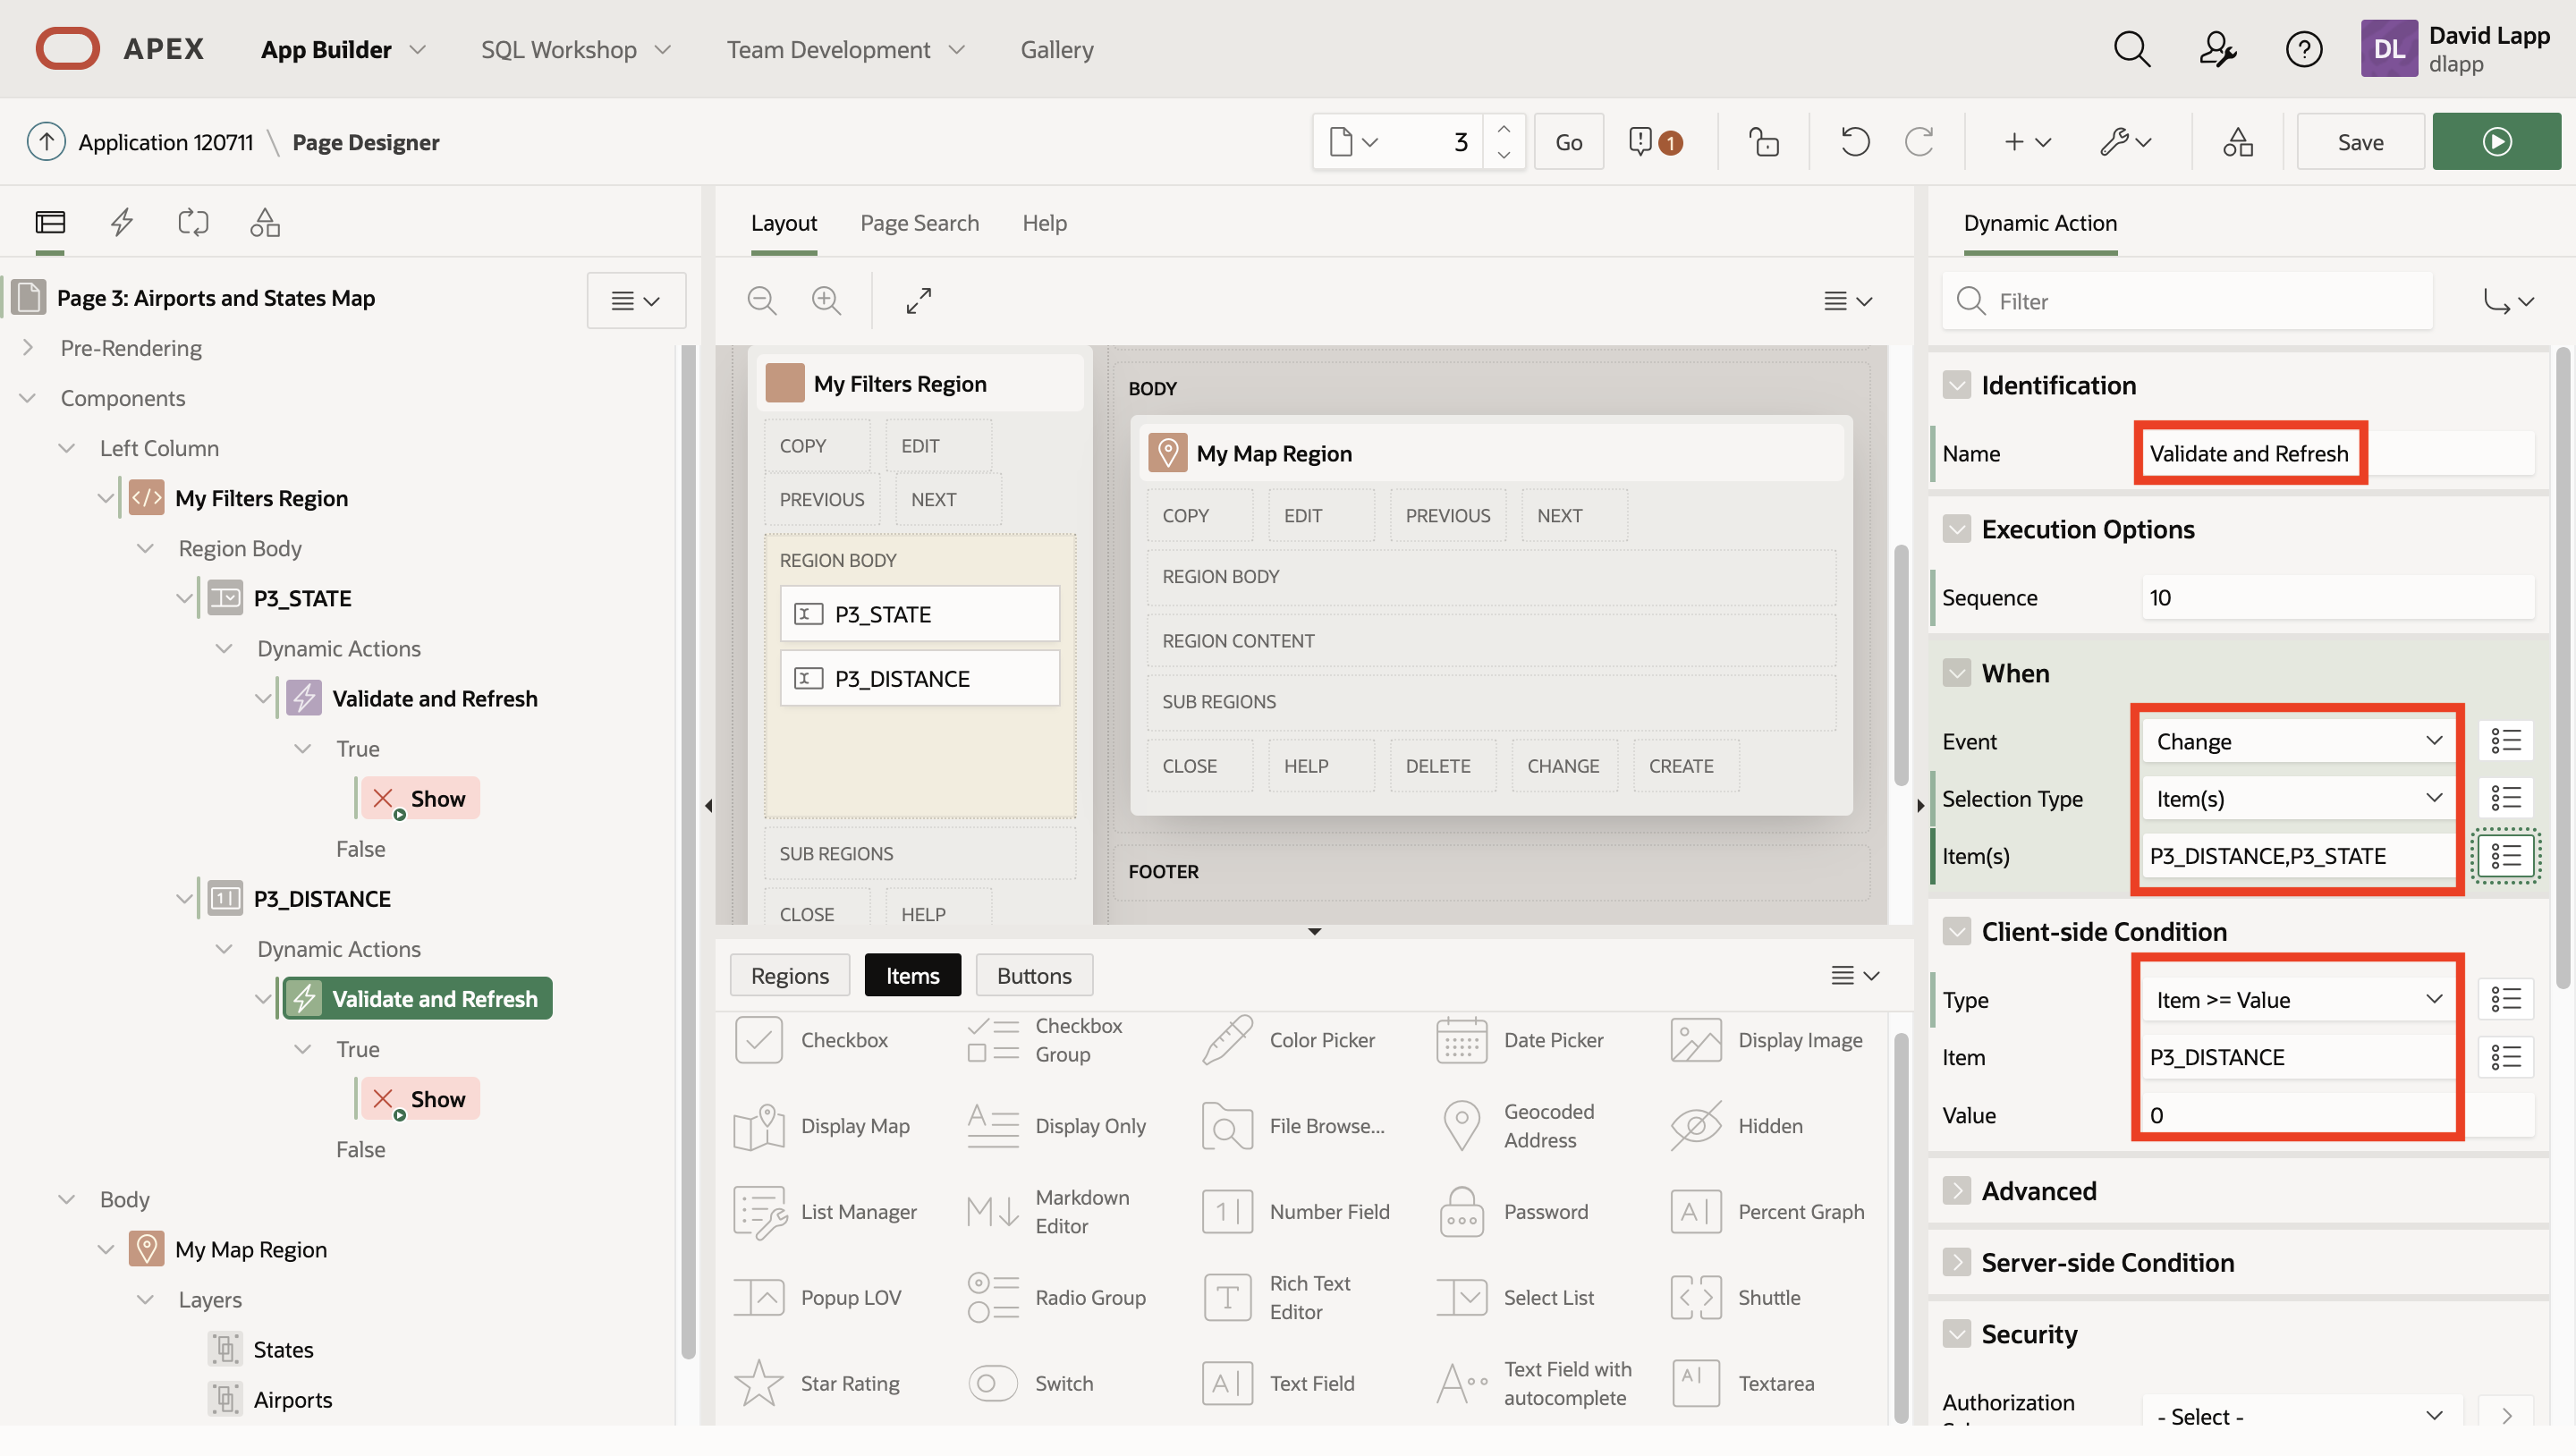 APEX App Builder SQL Workshop Team Development Gallery DL David Lapp
dlapp
Application 120711 \ Page Designer 3 Go 1 Save
Page 3: Airports and States Map
Pre-Rendering
Components
Left Column
My Filters Region
Region Body
P3_STATE
Dynamic Actions
Validate and Refresh
True
Show
False
P3_DISTANCE
Dynamic Actions
Validate and Refresh
True
Show
False
Body
My Map Region
Layers
States
Airports
Layout Page Search Help
My Filters Region
COPY EDIT
PREVIOUS NEXT
REGION BODY
P3_STATE
P3_DISTANCE
SUB REGIONS
CLOSE HELP
BODY
My Map Region
COPY EDIT PREVIOUS NEXT
REGION BODY
REGION CONTENT
SUB REGIONS
CLOSE HELP DELETE CHANGE CREATE
FOOTER
Regions Items Buttons
Checkbox
Checkbox
Group
Color Picker
Date Picker
Display Image
Display Map
Display Only
File Browse...
Geocoded
Address
Hidden
List Manager
Markdown
Editor
Number Field
Password
Percent Graph
Popup LOV
Radio Group
Rich Text
Editor
Select List
Shuttle
Star Rating
Switch
Text Field
Text Field with
autocomplete
Textarea
Dynamic Action
Filter
Identification
Name Validate and Refresh
Execution Options
Sequence 10
When
Event Change
Selection Type Item(s)
Item(s) P3_DISTANCE,P3_STATE
Client-side Condition
Type Item >= Value
Item P3_DISTANCE
Value 0
Advanced
Server-side Condition
Security
Authorization
- Select -